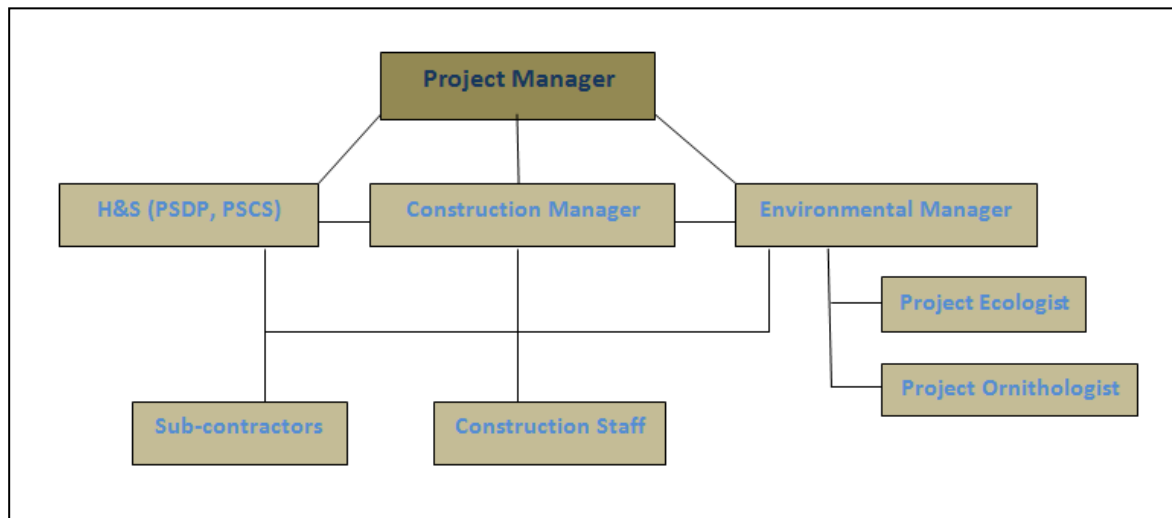 Project Manager
H&S (PSDP, PSCS)
Construction Manager
Environmental Manager
Project Ecologist
Project Ornithologist
Sub-contractors
Construction Staff